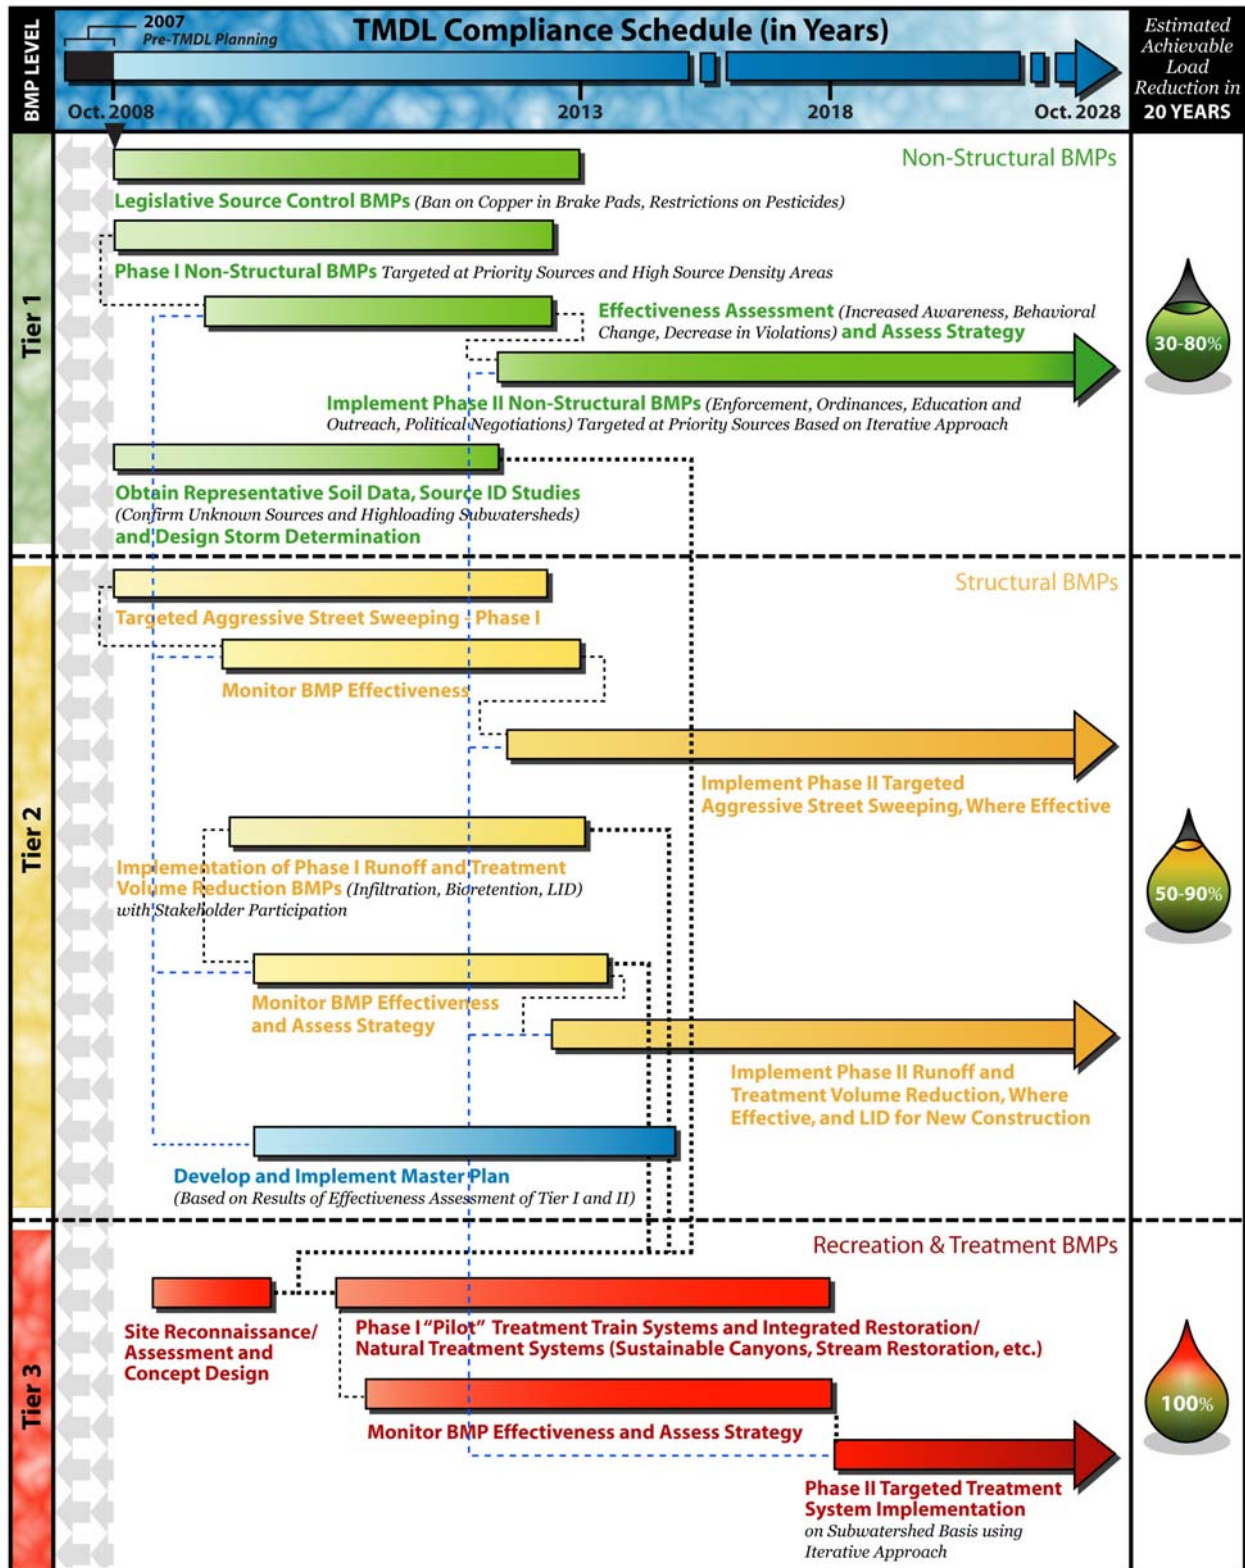 BMP LEVEL
2007
Pre-TMDL Planning
TMDL Compliance Schedule (in Years)
Oct. 2008
2013
2018
Oct. 2028
Estimated
Achievable
Load
Reduction in
20 YEARS
Tier 1
Non-Structural BMPs
Legislative Source Control BMPs (Ban on Copper in Brake Pads, Restrictions on Pesticides)
Phase I Non-Structural BMPs Targeted at Priority Sources and High Source Density Areas
Effectiveness Assessment (Increased Awareness, Behavioral
Change, Decrease in Violations) and Assess Strategy
30-80%
Implement Phase II Non-Structural BMPs (Enforcement, Ordinances, Education and
Outreach, Political Negotiations) Targeted at Priority Sources Based on Iterative Approach
Obtain Representative Soil Data, Source ID Studies
(Confirm Unknown Sources and Highloading Subwatersheds)
and Design Storm Determination
Tier 2
Structural BMPs
Targeted Aggressive Street Sweeping - Phase I
Monitor BMP Effectiveness
Implement Phase II Targeted
Aggressive Street Sweeping, Where Effective
Implementation of Phase I Runoff and Treatment
Volume Reduction BMPs (Infiltration, Bioretention, LID)
with Stakeholder Participation
50-90%
Monitor BMP Effectiveness
and Assess Strategy
Implement Phase II Runoff and
Treatment Volume Reduction, Where
Effective, and LID for New Construction
Develop and Implement Master Plan
(Based on Results of Effectiveness Assessment of Tier I and II)
Tier 3
Recreation & Treatment BMPs
Site Reconnaissance/
Assessment and
Concept Design
Phase I "Pilot" Treatment Train Systems and Integrated Restoration/
Natural Treatment Systems (Sustainable Canyons, Stream Restoration, etc.)
100%
Monitor BMP Effectiveness and Assess Strategy
Phase II Targeted Treatment
System Implementation
on Subwatershed Basis using
Iterative Approach